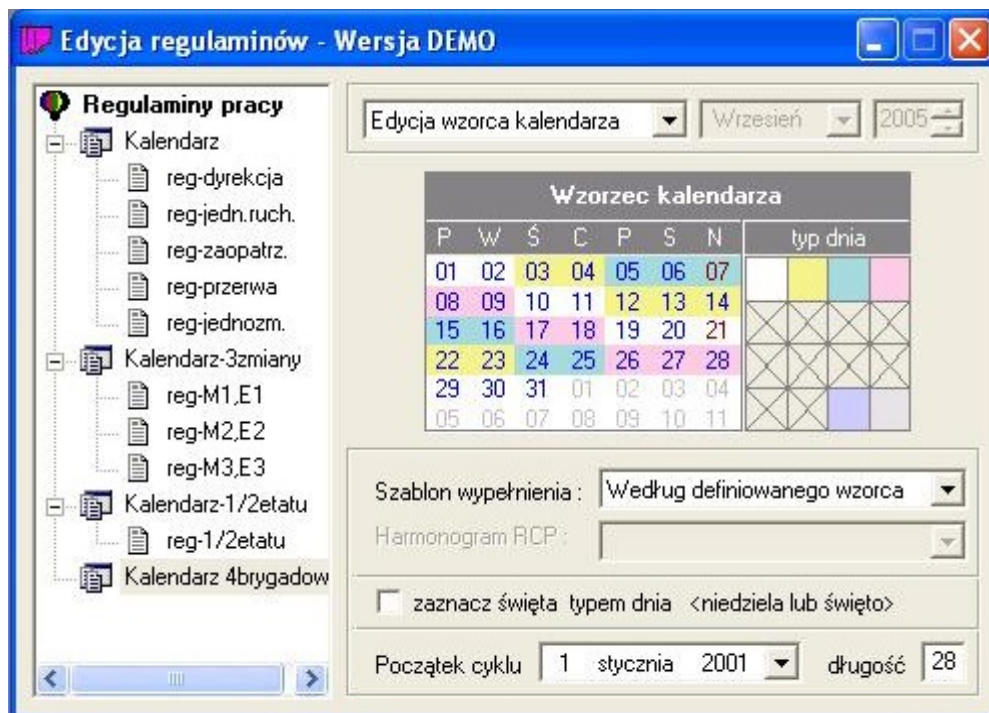 Edycja regulaminów - Wersja DEMO
Regulaminy pracy
Kalendarz
reg-dyrekcja
reg-jedn.ruch.
reg-zaopatrz.
reg-przerwa
reg-jednozm.
Kalendarz-3zmiany
reg-M1,E1
reg-M2,E2
reg-M3,E3
Kalendarz-1/2etatu
reg-1/2etatu
Kalendarz 4brygadow
Edycja wzorca kalendarza Wrzesień 2005
Wzorzec kalendarza
P W Ś C P S N typ dnia
01 02 03 04 05 06 07
08 09 10 11 12 13 14
15 16 17 18 19 20 21
22 23 24 25 26 27 28
29 30 31 01 02 03 04
05 06 07 08 09 10 11
Szablon wypełnienia : Według definiowanego wzorca
Harmonogram RCP :
zaznacz święta typem dnia <niedziela lub święto>
Początek cyklu 1 stycznia 2001 długość 28